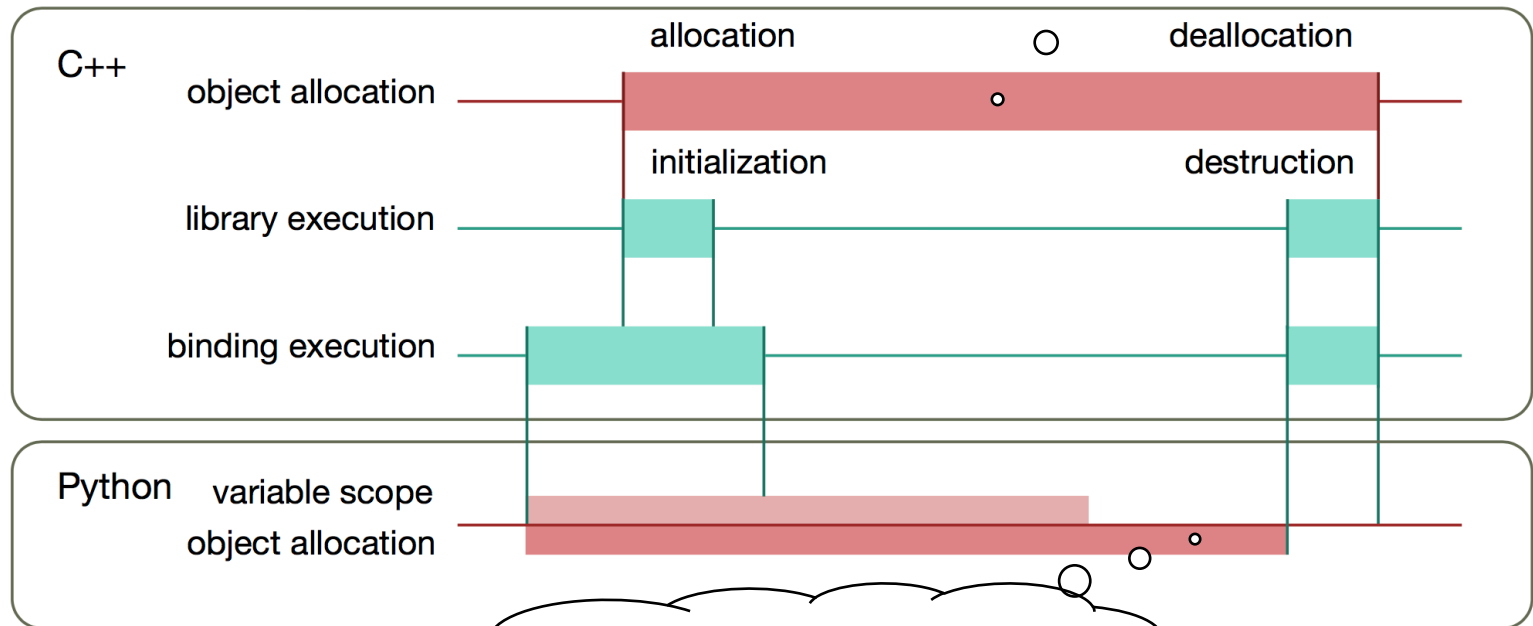 C++
allocation
deallocation
object allocation
initialization
destruction
library execution
binding execution
Python
variable scope
object allocation